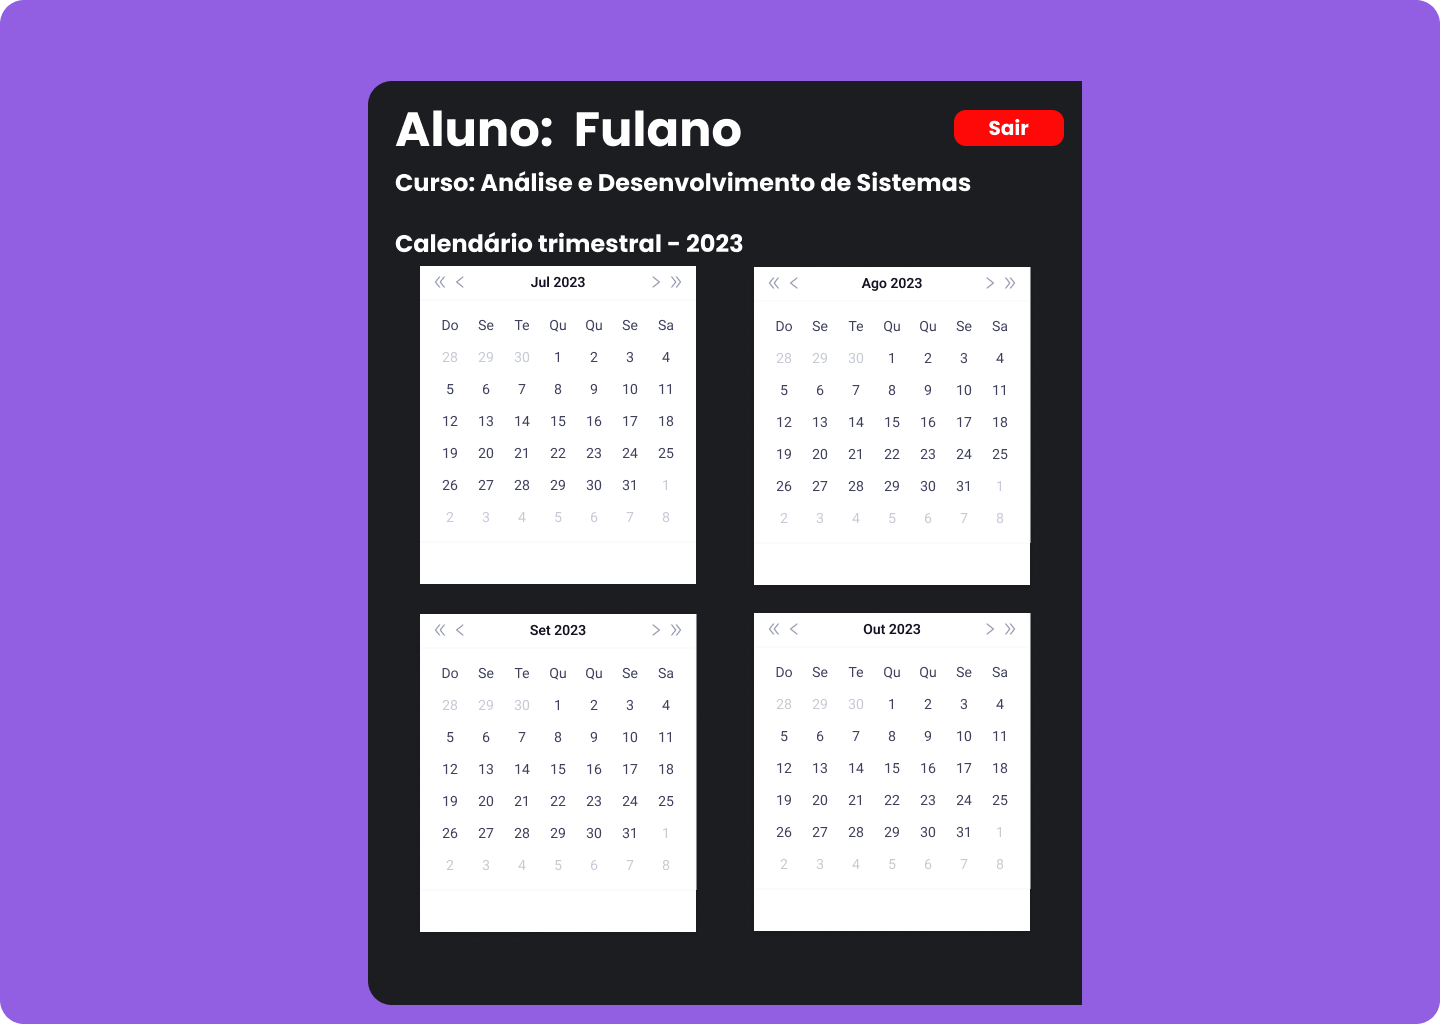 Aluno: Fulano
Sair
Curso: Análise e Desenvolvimento de Sistemas
Calendário trimestral - 2023
Jul 2023
Do Se Te Qu Qu Se Sa
28 29 30 1 2 3 4
5 6 7 8 9 10 11
12 13 14 15 16 17 18
19 20 21 22 23 24 25
26 27 28 29 30 31 1
2 3 4 5 6 7 8
Ago 2023
Do Se Te Qu Qu Se Sa
28 29 30 1 2 3 4
5 6 7 8 9 10 11
12 13 14 15 16 17 18
19 20 21 22 23 24 25
26 27 28 29 30 31 1
2 3 4 5 6 7 8
Set 2023
Do Se Te Qu Qu Se Sa
28 29 30 1 2 3 4
5 6 7 8 9 10 11
12 13 14 15 16 17 18
19 20 21 22 23 24 25
26 27 28 29 30 31 1
2 3 4 5 6 7 8
Out 2023
Do Se Te Qu Qu Se Sa
28 29 30 1 2 3 4
5 6 7 8 9 10 11
12 13 14 15 16 17 18
19 20 21 22 23 24 25
26 27 28 29 30 31 1
2 3 4 5 6 7 8